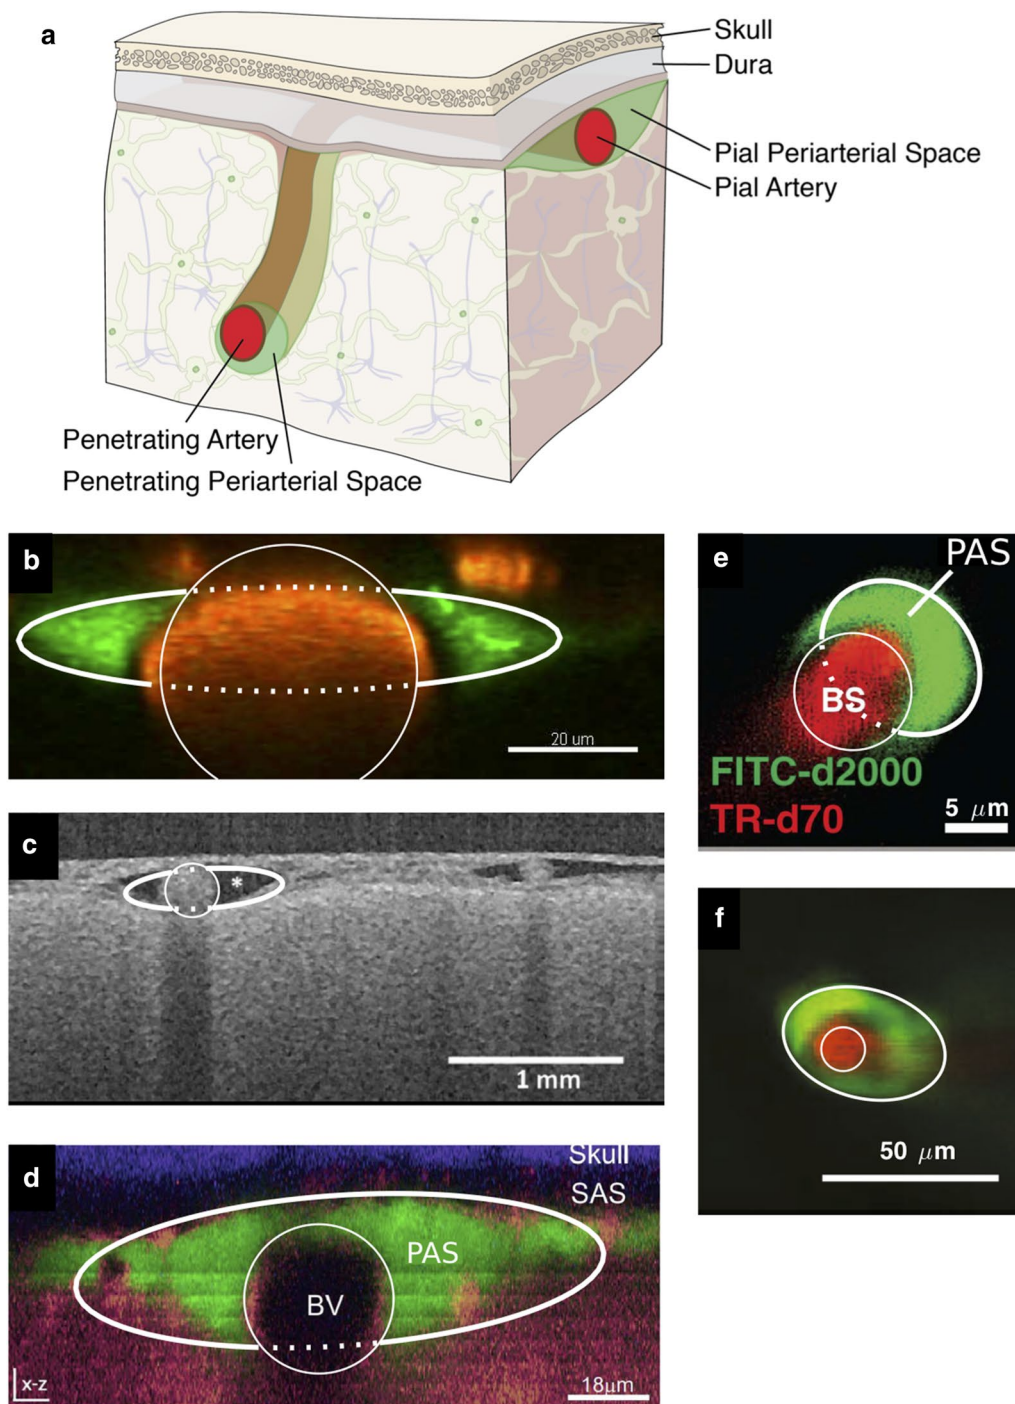 a
Skull
Dura
Pial Periarterial Space
Pial Artery
Penetrating Artery
Penetrating Periarterial Space
b
20 um
c
*
1 mm
d
Skull
SAS
PAS
BV
x-z
18μm
e
PAS
BS
FITC-d2000
TR-d70
5 μm
f
50 μm